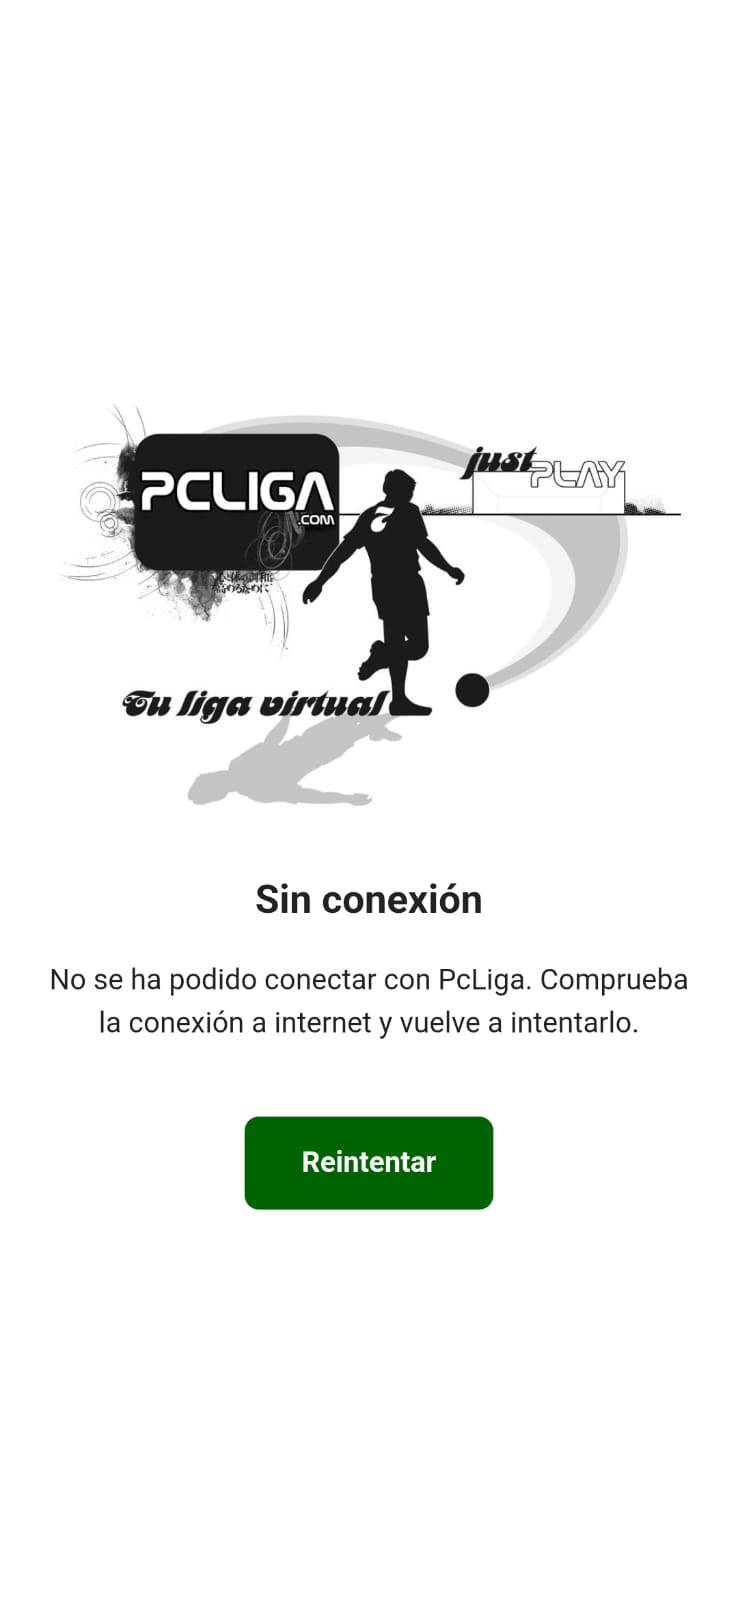 PCLIGA
.COM
just
PLAY
7
Tu liga virtual
Sin conexión
No se ha podido conectar con PcLiga. Comprueba
la conexión a internet y vuelve a intentarlo.
Reintentar